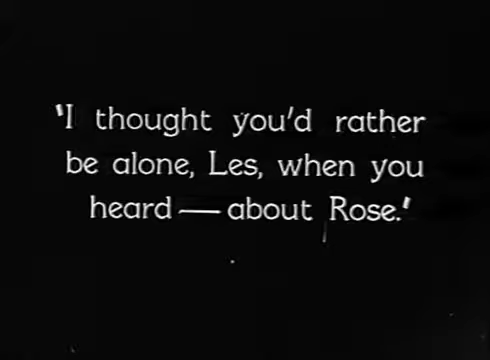 'I thought you'd rather
be alone, Les, when you
heard — about Rose.'